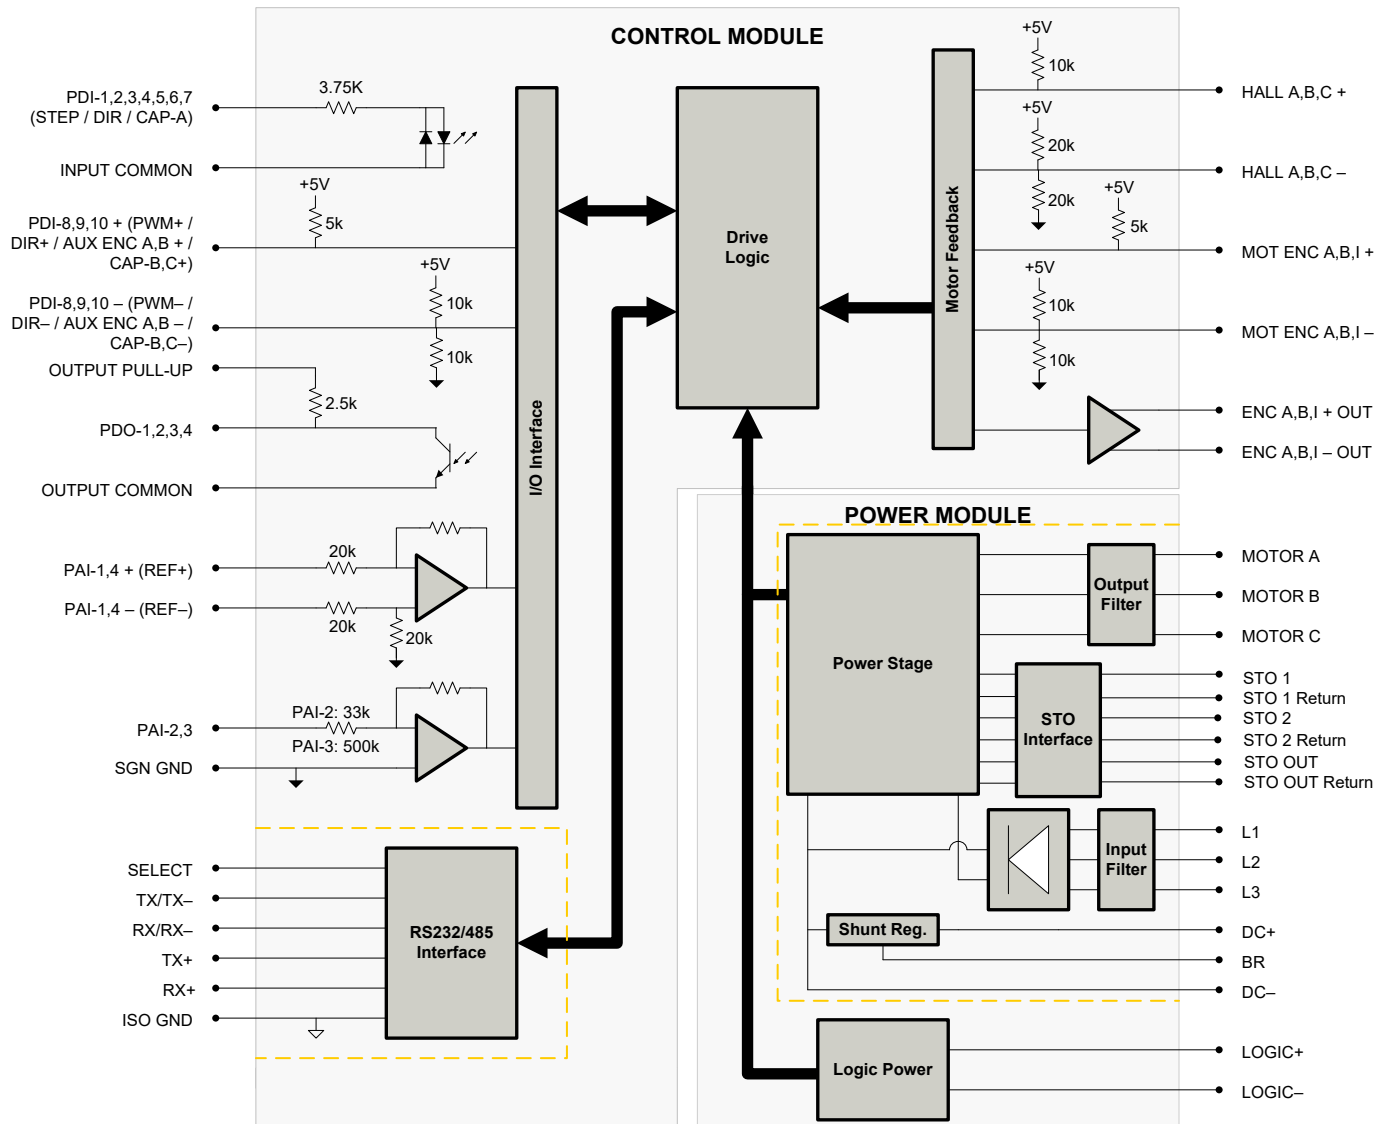 CONTROL MODULE
PDI-1,2,3,4,5,6,7
(STEP / DIR / CAP-A)
3.75K
INPUT COMMON
+5V
5k
PDI-8,9,10 + (PWM+ /
DIR+ / AUX ENC A,B + /
CAP-B,C+)
+5V
10k
PDI-8,9,10 – (PWM– /
DIR– / AUX ENC A,B – /
CAP-B,C–)
10k
OUTPUT PULL-UP
2.5k
PDO-1,2,3,4
OUTPUT COMMON
20k
PAI-1,4 + (REF+)
PAI-1,4 – (REF–)
20k
20k
PAI-2: 33k
PAI-2,3
PAI-3: 500k
SGN GND
I/O Interface
SELECT
TX/TX–
RX/RX–
TX+
RX+
ISO GND
RS232/485
Interface
Drive
Logic
Motor Feedback
+5V
10k
HALL A,B,C +
+5V
20k
HALL A,B,C –
20k
+5V
5k
MOT ENC A,B,I +
+5V
10k
MOT ENC A,B,I –
10k
ENC A,B,I + OUT
ENC A,B,I – OUT
POWER MODULE
Power Stage
Output
Filter
MOTOR A
MOTOR B
MOTOR C
STO
Interface
STO 1
STO 1 Return
STO 2
STO 2 Return
STO OUT
STO OUT Return
Input
Filter
L1
L2
L3
Shunt Reg.
DC+
BR
DC–
Logic Power
LOGIC+
LOGIC–